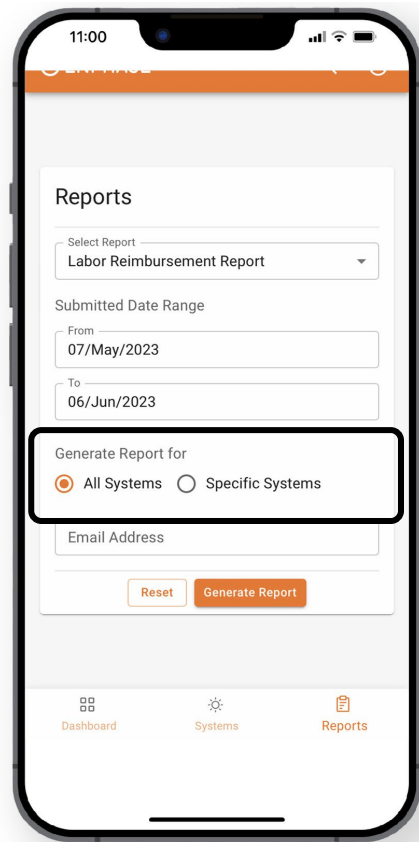 11:00
Reports
Select Report
Labor Reimbursement Report
Submitted Date Range
From
07/May/2023
To
06/Jun/2023
Generate Report for
All Systems Specific Systems
Email Address
Reset Generate Report
Dashboard Systems Reports